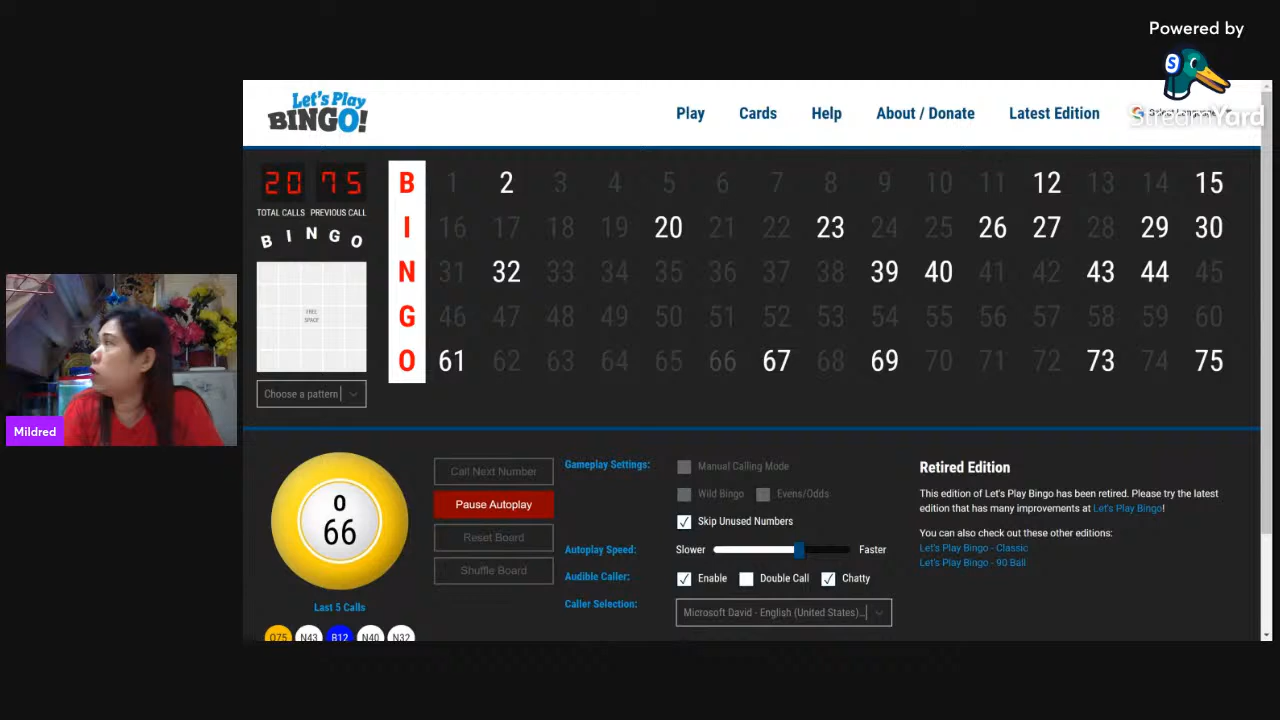 Powered by
S
StreamYard
Let's Play
BINGO!
Play
Cards
Help
About / Donate
Latest Edition
Select Language
20 75
TOTAL CALLS PREVIOUS CALL
B I N G O
FREE
SPACE
Choose a pattern
B 1 2 3 4 5 6 7 8 9 10 11 12 13 14 15
I 16 17 18 19 20 21 22 23 24 25 26 27 28 29 30
N 31 32 33 34 35 36 37 38 39 40 41 42 43 44 45
G 46 47 48 49 50 51 52 53 54 55 56 57 58 59 60
O 61 62 63 64 65 66 67 68 69 70 71 72 73 74 75
Mildred
O
66
Last 5 Calls
O75 N43 B12 N40 N32
Call Next Number
Pause Autoplay
Reset Board
Shuffle Board
Gameplay Settings:
Manual Calling Mode
Wild Bingo
Evens/Odds
Skip Unused Numbers
Autoplay Speed:
Slower
Faster
Audible Caller:
Enable
Double Call
Chatty
Caller Selection:
Microsoft David - English (United States)...
Retired Edition
This edition of Let's Play Bingo has been retired. Please try the latest
edition that has many improvements at Let's Play Bingo!
You can also check out these other editions:
Let's Play Bingo - Classic
Let's Play Bingo - 90 Ball